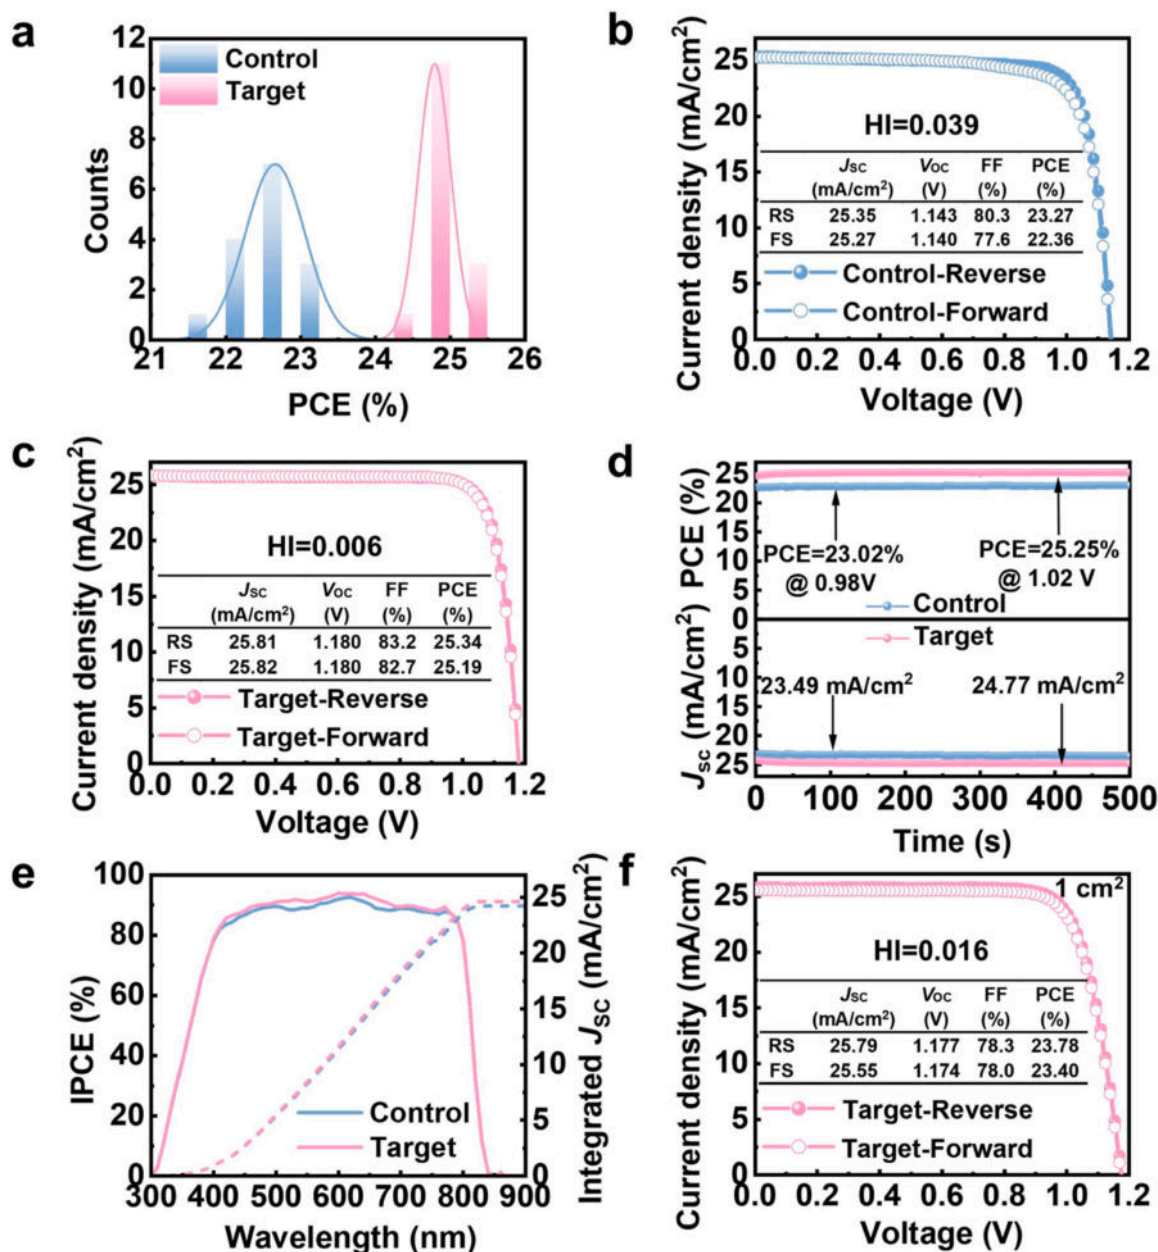 a
Counts
12
10
8
6
4
2
0
Control
Target
21 22 23 24 25 26
PCE (%)
b
Current density (mA/cm²)
25
20
15
10
5
0
HI=0.039
JSC VOC FF PCE
(mA/cm²) (V) (%) (%)
RS 25.35 1.143 80.3 23.27
FS 25.27 1.140 77.6 22.36
Control-Reverse
Control-Forward
0.0 0.2 0.4 0.6 0.8 1.0 1.2
Voltage (V)
c
Current density (mA/cm²)
25
20
15
10
5
0
HI=0.006
JSC VOC FF PCE
(mA/cm²) (V) (%) (%)
RS 25.81 1.180 83.2 25.34
FS 25.82 1.180 82.7 25.19
Target-Reverse
Target-Forward
0.0 0.2 0.4 0.6 0.8 1.0 1.2
Voltage (V)
d
JSC (mA/cm²) PCE (%)
25
20
15
10
5
0
PCE=23.02%
@ 0.98V
PCE=25.25%
@ 1.02 V
Control
Target
5
10
15
20
25
23.49 mA/cm²
24.77 mA/cm²
0 100 200 300 400 500
Time (s)
e
IPCE (%)
100
80
60
40
20
0
Control
Target
25
20
15
10
5
0
Integrated JSC (mA/cm²)
300 400 500 600 700 800 900
Wavelength (nm)
f
Current density (mA/cm²)
25
20
15
10
5
0
1 cm²
HI=0.016
JSC VOC FF PCE
(mA/cm²) (V) (%) (%)
RS 25.79 1.177 78.3 23.78
FS 25.55 1.174 78.0 23.40
Target-Reverse
Target-Forward
0.0 0.2 0.4 0.6 0.8 1.0 1.2
Voltage (V)